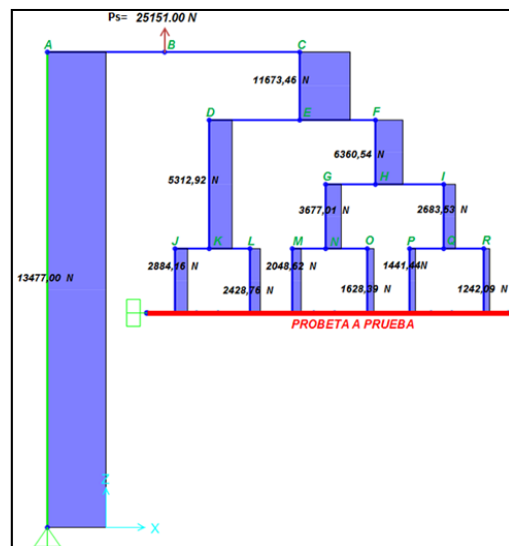 Ps= 25151.00 N
A B C
11673,46 N
D E F
6360,54 N
5312,92 N
G H I
3677,01 N
2683,53 N
J K L M N O P Q R
2884,16 N
2048,62 N
1441,44 N
13477,00 N
2428,76 N
1628,39 N
1242,09 N
PROBETA A PRUEBA
Z
X